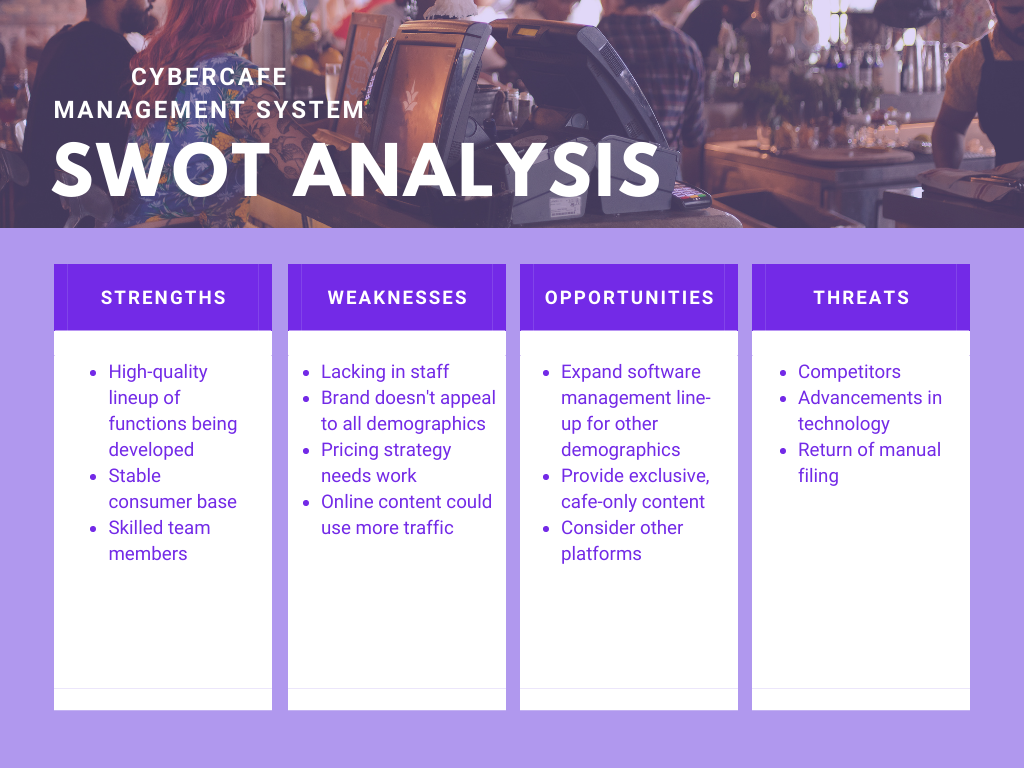 CYBERCAFE
MANAGEMENT SYSTEM
SWOT ANALYSIS
STRENGTHS
• High-quality
lineup of
functions being
developed
• Stable
consumer base
• Skilled team
members
WEAKNESSES
• Lacking in staff
• Brand doesn't appeal
to all demographics
• Pricing strategy
needs work
• Online content could
use more traffic
OPPORTUNITIES
• Expand software
management line-
up for other
demographics
• Provide exclusive,
cafe-only content
• Consider other
platforms
THREATS
• Competitors
• Advancements in
technology
• Return of manual
filing